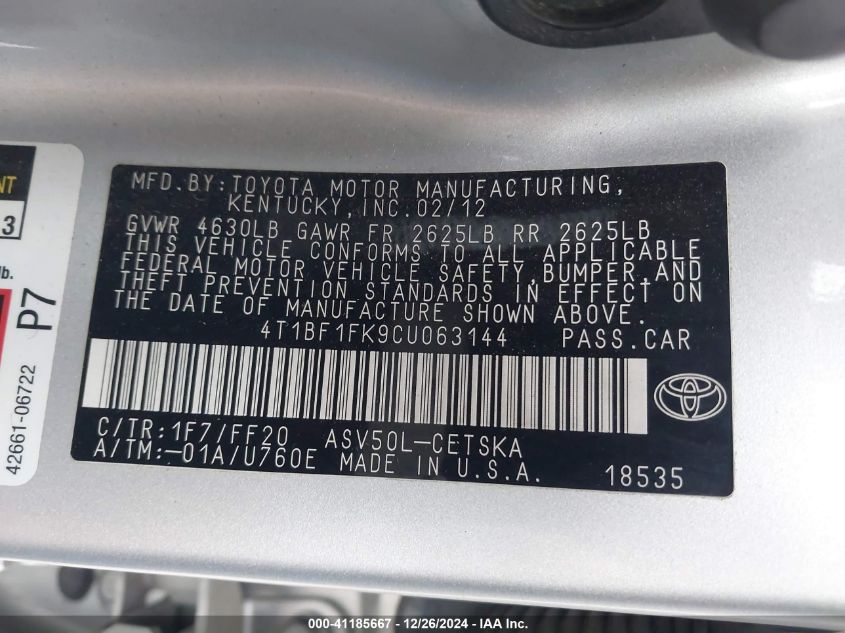 MFD.BY:TOYOTA MOTOR MANUFACTURING,
KENTUCKY,INC.02/12
GVWR 4630LB GAWR FR 2625LB RR 2625LB
THIS VEHICLE CONFORMS TO ALL APPLICABLE
FEDERAL MOTOR VEHICLE SAFETY,BUMPER,AND
THEFT PREVENTION STANDARDS IN EFFECT ON
THE DATE OF MANUFACTURE SHOWN ABOVE.
4T1BF1FK9CU063144 PASS.CAR
C/TR:1F7/FF20 ASV50L-CETSKA
A/TM:-01A/U760E MADE IN U.S.A. 18535
NT
3
lb.
P7
42661-06722
000-41185667 - 12/26/2024 - IAA Inc.